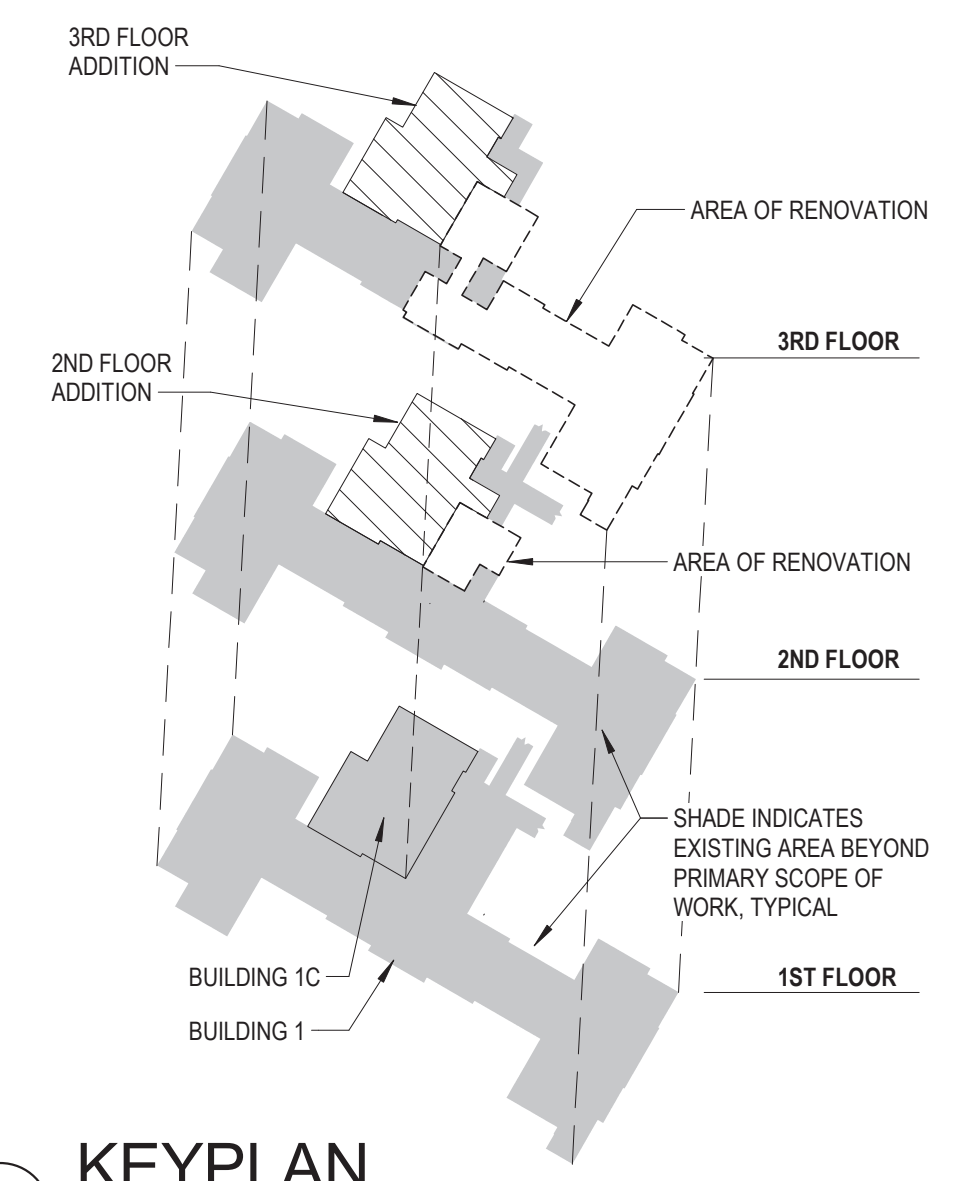 3RD FLOOR
ADDITION
AREA OF RENOVATION
3RD FLOOR
2ND FLOOR
ADDITION
AREA OF RENOVATION
2ND FLOOR
SHADE INDICATES
EXISTING AREA BEYOND
PRIMARY SCOPE OF
WORK, TYPICAL
BUILDING 1C
1ST FLOOR
BUILDING 1
KEYPLAN